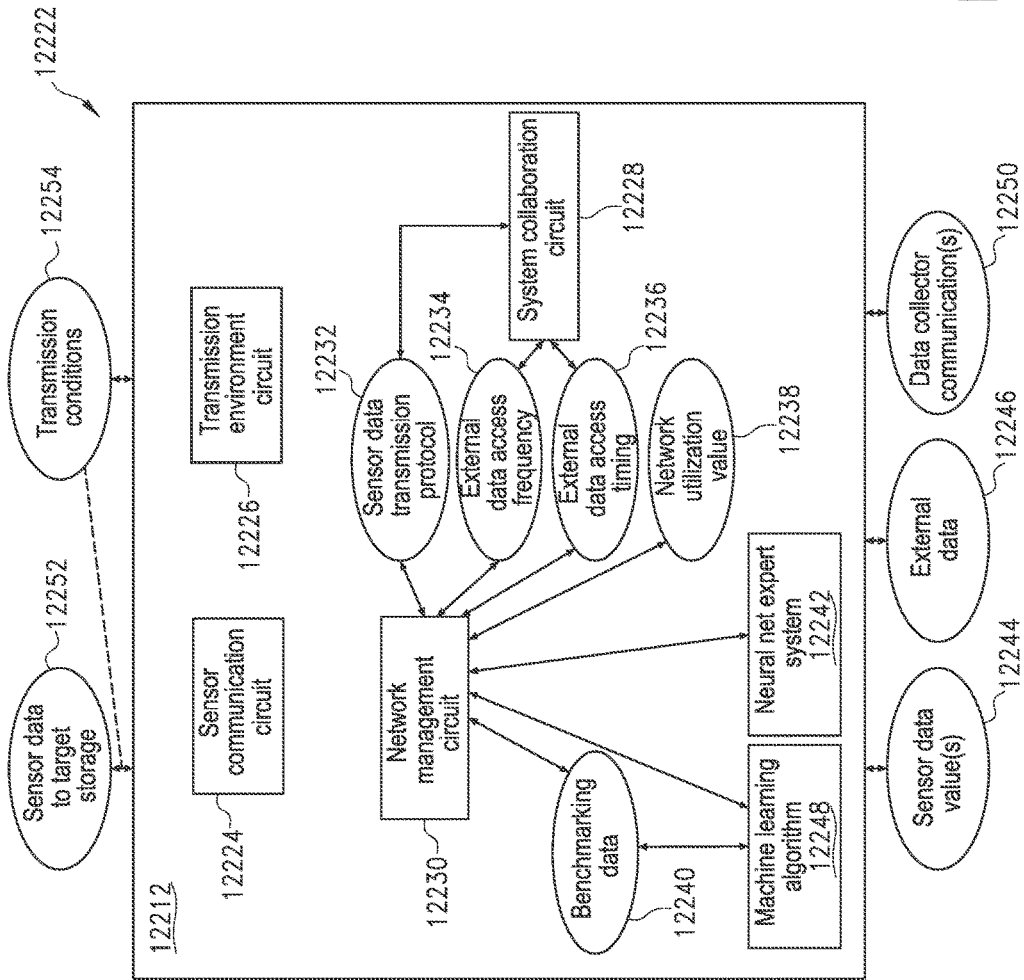 12222
12252
12254
Sensor data
to target
storage
Transmission
conditions
12212
Sensor
communication
circuit
12224
Transmission
environment
circuit
12226
Network
management
circuit
12230
Sensor data
transmission
protocol
12232
External
data access
frequency
12234
External
data access
timing
12236
Network
utilization
value
12238
System collaboration
circuit
12228
Benchmarking
data
12240
Machine learning
algorithm
12248
Neural net expert
system
12242
Sensor data
value(s)
12244
External
data
12246
Data collector
communication(s)
12250